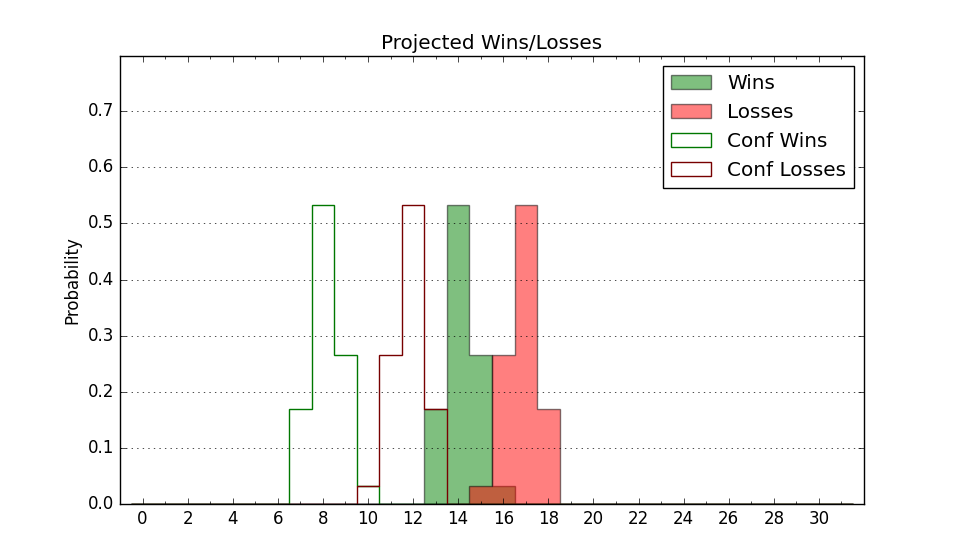 Projected Wins/Losses
Wins
Losses
Conf Wins
Conf Losses
Probability
0.7
0.6
0.5
0.4
0.3
0.2
0.1
0.0
0 2 4 6 8 10 12 14 16 18 20 22 24 26 28 30